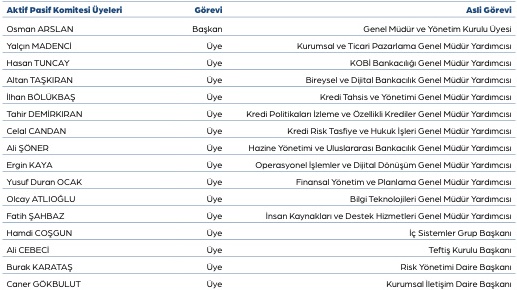 Aktif Pasif Komitesi Üyeleri Görevi Asli Görevi
Osman ARSLAN Başkan Genel Müdür ve Yönetim Kurulu Üyesi
Yalçın MADENCİ Üye Kurumsal ve Ticari Pazarlama Genel Müdür Yardımcısı
Hasan TUNCAY Üye KOBİ Bankacılığı Genel Müdür Yardımcısı
Altan TAŞKIRAN Üye Bireysel ve Dijital Bankacılık Genel Müdür Yardımcısı
İlhan BÖLÜKBAŞ Üye Kredi Tahsis ve Yönetimi Genel Müdür Yardımcısı
Tahir DEMİRKIRAN Üye Kredi Politikaları İzleme ve Özellikli Krediler Genel Müdür Yardımcısı
Celal CANDAN Üye Kredi Risk Tasfiye ve Hukuk İşleri Genel Müdür Yardımcısı
Ali ŞÖNER Üye Hazine Yönetimi ve Uluslararası Bankacılık Genel Müdür Yardımcısı
Ergin KAYA Üye Operasyonel İşlemler ve Dijital Dönüşüm Genel Müdür Yardımcısı
Yusuf Duran OCAK Üye Finansal Yönetim ve Planlama Genel Müdür Yardımcısı
Olcay ATLIOĞLU Üye Bilgi Teknolojileri Genel Müdür Yardımcısı
Fatih ŞAHBAZ Üye İnsan Kaynakları ve Destek Hizmetleri Genel Müdür Yardımcısı
Hamdi COŞGUN Üye İç Sistemler Grup Başkanı
Ali CEBECİ Üye Teftiş Kurulu Başkanı
Burak KARATAŞ Üye Risk Yönetimi Daire Başkanı
Caner GÖKBULUT Üye Kurumsal İletişim Daire Başkanı